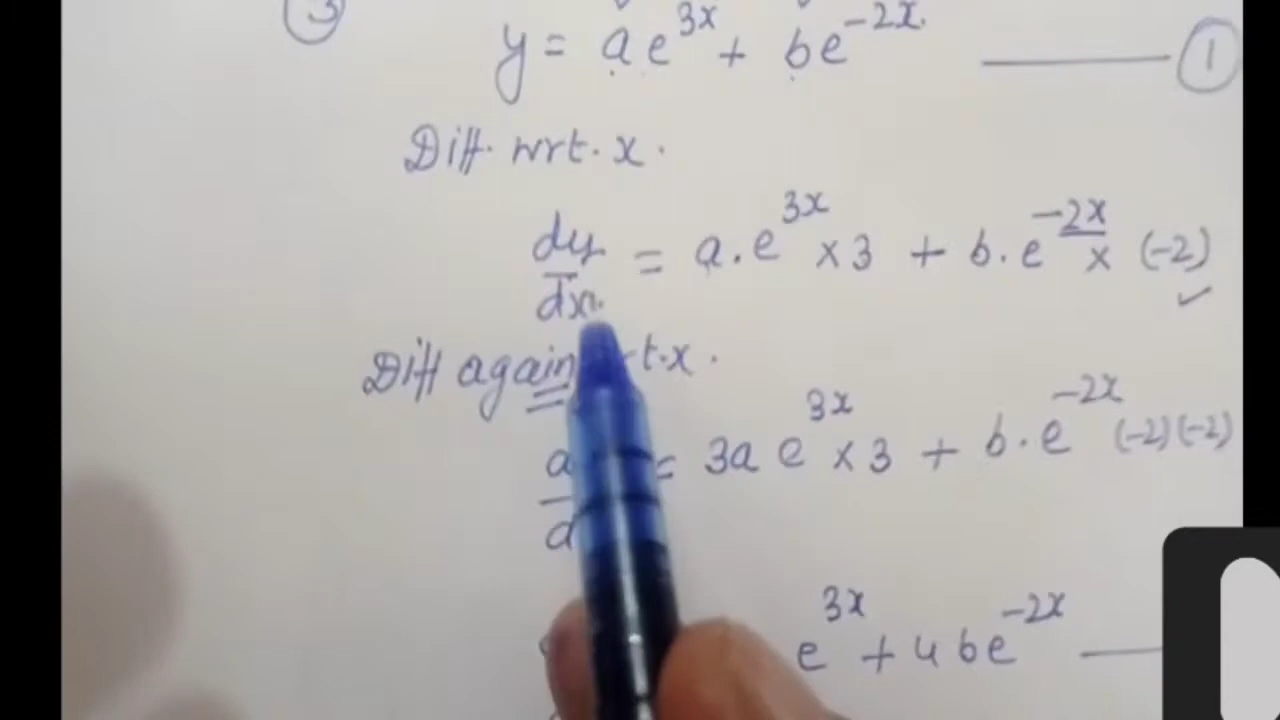 3
y = ae^{3x} + be^{-2x}. ——— 1
Diff. wrt. x.
dy/dx = a.e^{3x} × 3 + b.e^{-2x} × (-2) ✓
Diff again x.
= 3a e^{3x} × 3 + b.e^{-2x} (-2)(-2)
e^{3x} + 4be^{-2x} ———